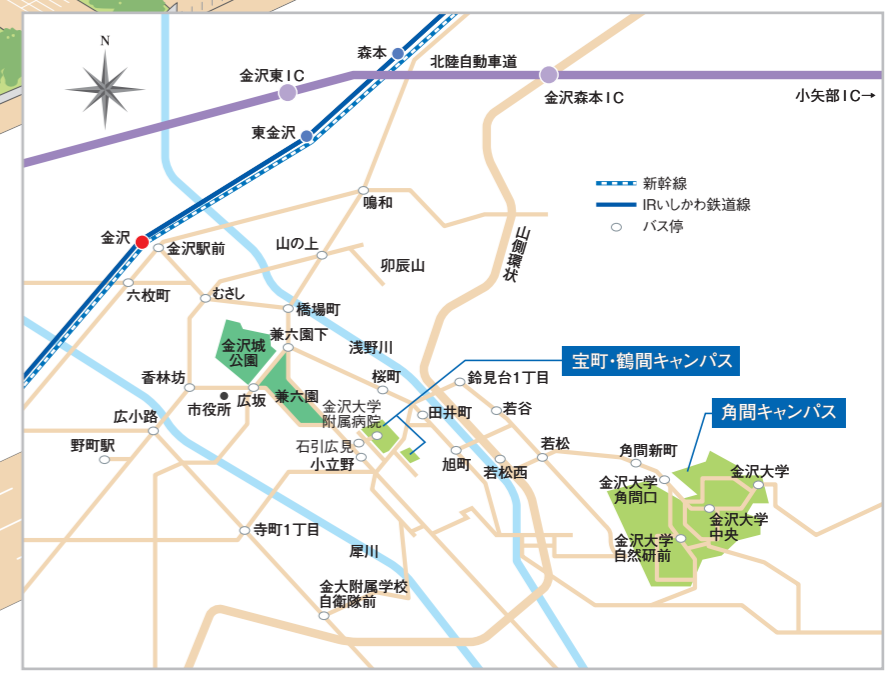 N
森本
北陸自動車道
金沢東IC
金沢森本IC
小矢部IC→
東金沢
新幹線
IRいしかわ鉄道線
バス停
鳴和
山側環状
金沢
金沢駅前
山の上
卯辰山
六枚町
むさし
橋場町
金沢城
公園
兼六園下
浅野川
宝町・鶴間キャンパス
香林坊
市役所
広坂
兼六園
桜町
鈴見台1丁目
金沢大学
附属病院
田井町
若谷
角間キャンパス
広小路
野町駅
石引広見
小立野
旭町
若松西
若松
角間新町
金沢大学
金沢大学
角間口
金沢大学
中央
金沢大学
自然研前
寺町1丁目
犀川
金大附属学校
自衛隊前